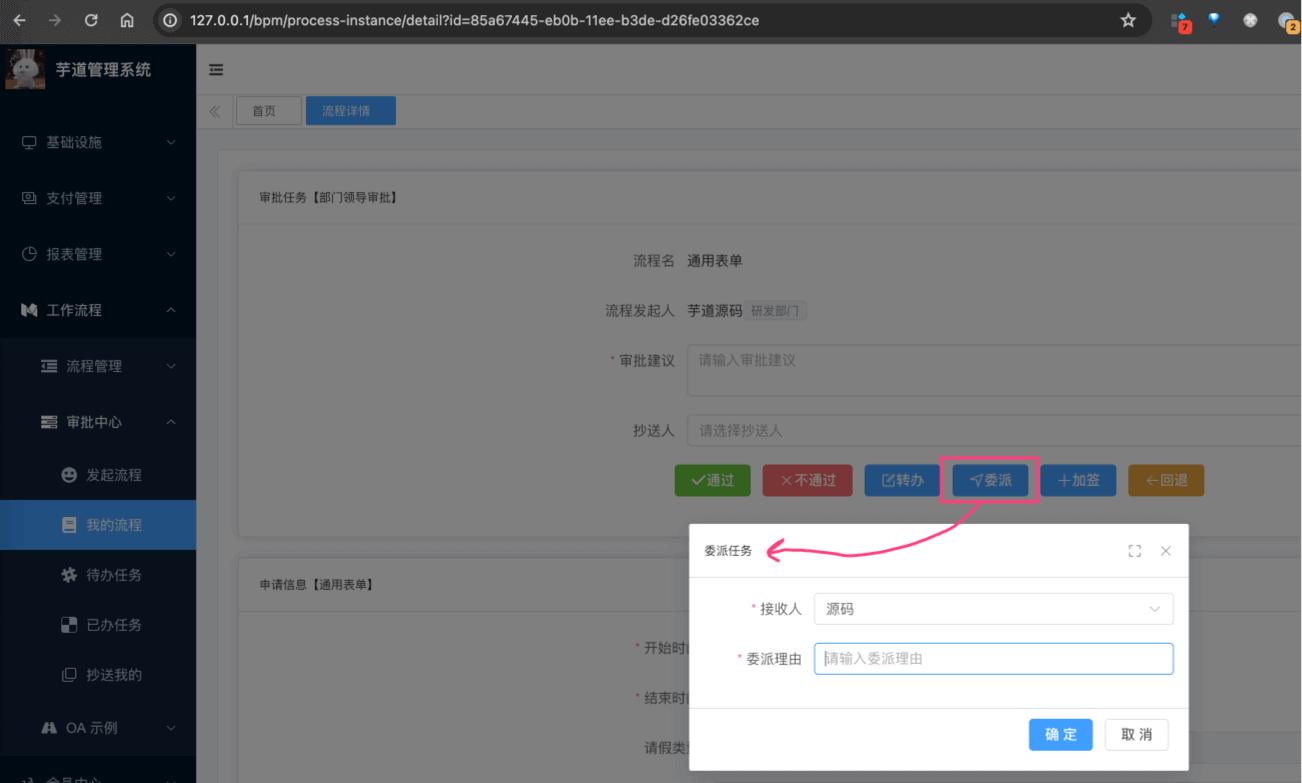 127.0.0.1/bpm/process-instance/detail?id=85a67445-eb0b-11ee-b3de-d26fe03362ce
7
2
芋道管理系统
首页
流程详情
基础设施
支付管理
报表管理
工作流程
流程管理
审批中心
发起流程
我的流程
待办任务
已办任务
抄送我的
OA 示例
会员中心
审批任务【部门领导审批】
流程名 通用表单
流程发起人 芋道源码 研发部门
* 审批建议 请输入审批建议
抄送人 请选择抄送人
通过 不通过 转办 委派 加签 回退
申请信息【通用表单】
* 开始时间
* 结束时间
请假类
委派任务
* 接收人 源码
* 委派理由 请输入委派理由
确 定 取 消